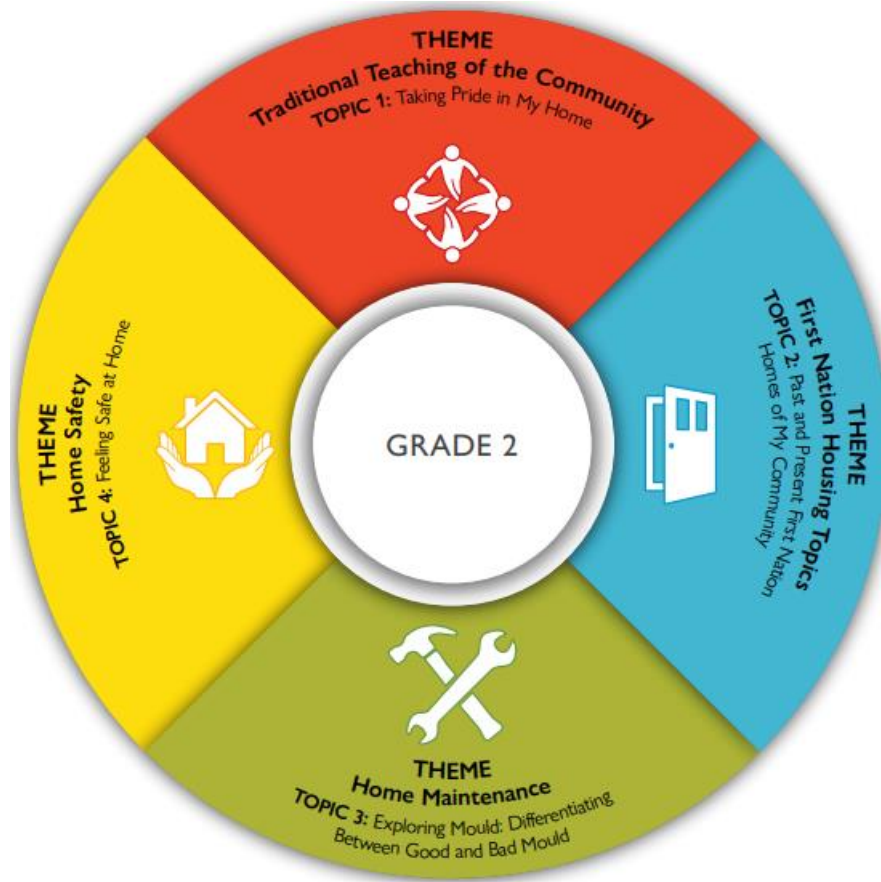 THEME
Traditional Teaching of the Community
TOPIC 1: Taking Pride in My Home
THEME
First Nation Housing Topics
TOPIC 2: Past and Present First Nation
Homes of My Community
THEME
Home Maintenance
TOPIC 3: Exploring Mould: Differentiating
Between Good and Bad Mould
THEME
Home Safety
TOPIC 4: Feeling Safe at Home
GRADE 2